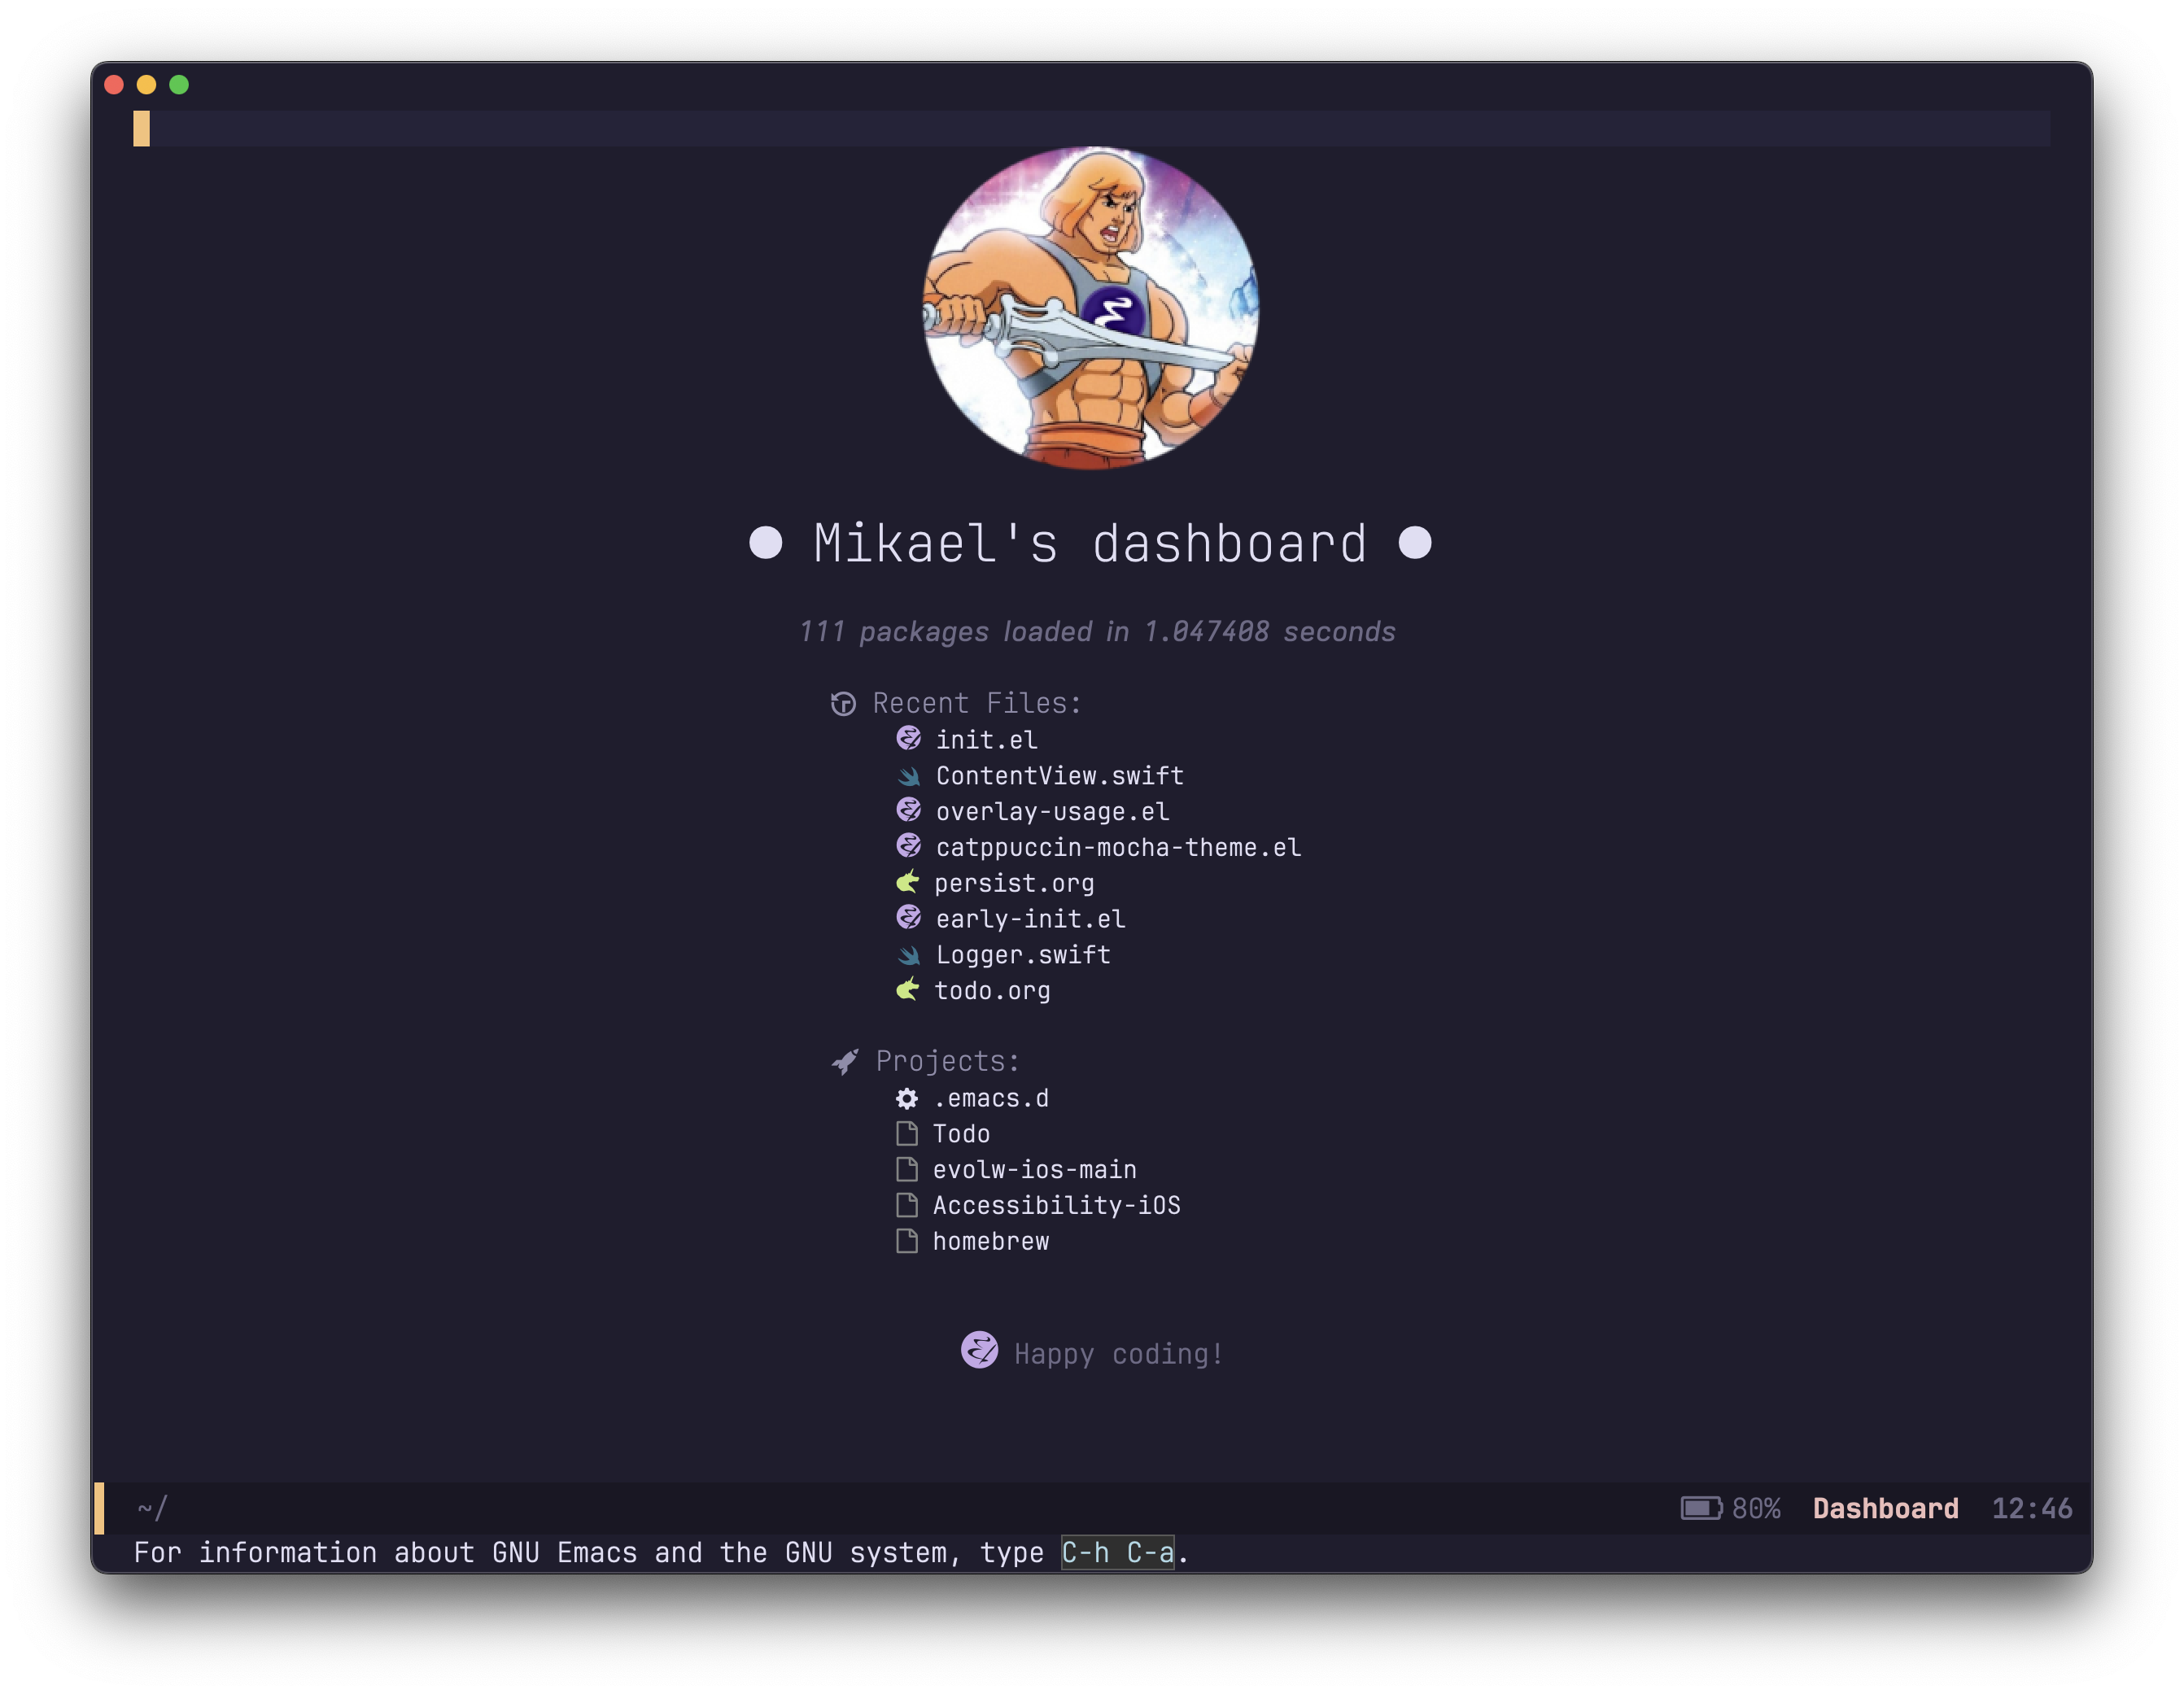 ● Mikael's dashboard ●
111 packages loaded in 1.047408 seconds
Recent Files:
init.el
ContentView.swift
overlay-usage.el
catppuccin-mocha-theme.el
persist.org
early-init.el
Logger.swift
todo.org
Projects:
.emacs.d
Todo
evolw-ios-main
Accessibility-iOS
homebrew
Happy coding!
~/ 80% Dashboard 12:46
For information about GNU Emacs and the GNU system, type C-h C-a.